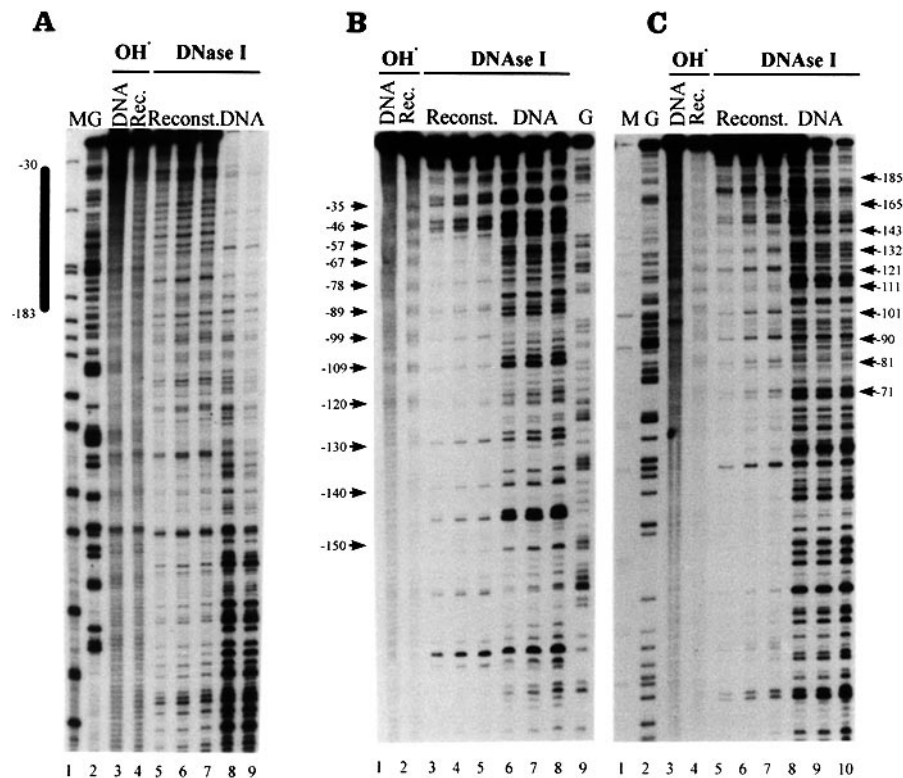 A
OH· DNase I
M G DNA Rec. Reconst. DNA
-30
-183
1 2 3 4 5 6 7 8 9
B
OH· DNAse I
DNA Rec. Reconst. DNA G
-35
-46
-57
-67
-78
-89
-99
-109
-120
-130
-140
-150
1 2 3 4 5 6 7 8 9
C
OH· DNAse I
M G DNA Rec. Reconst. DNA
-185
-165
-143
-132
-121
-111
-101
-90
-81
-71
1 2 3 4 5 6 7 8 9 10